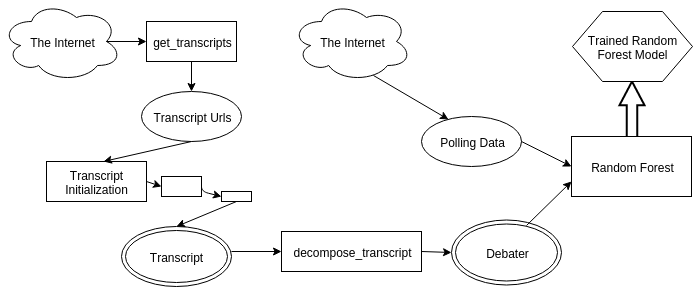 The Internet
get_transcripts
The Internet
Trained Random
Forest Model
Transcript Urls
Polling Data
Random Forest
Transcript
Initialization
Transcript
decompose_transcript
Debater